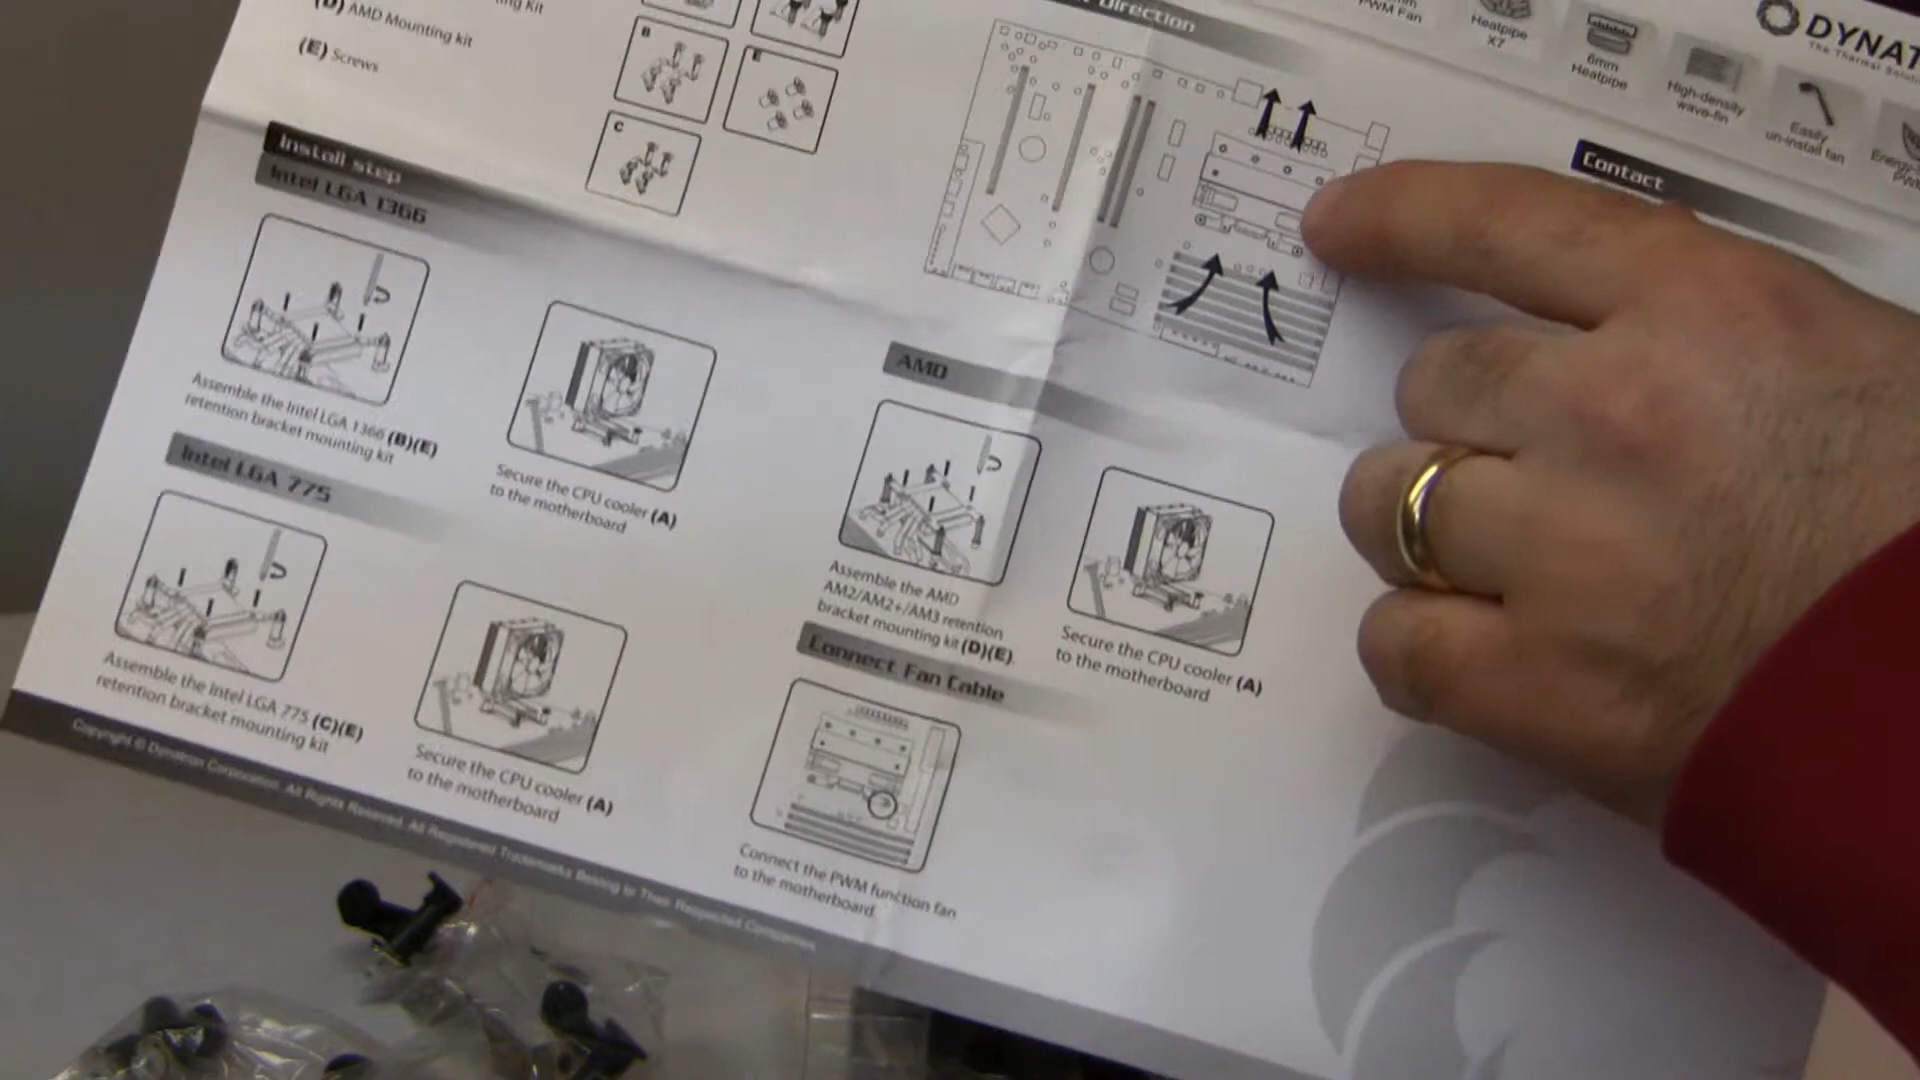 (D) AMD Mounting kit
(E) Screws
B
E
C
Direction
PWM Fan
Heatpipe
X7
6mm
Heatpipe
High-density
wave-fin
Easily
un-install fan
DYNAT
The Thermal
Contact
Install step
Intel LGA 1366
Assemble the Intel LGA 1366 (B)(E)
retention bracket mounting kit
Secure the CPU cooler (A)
to the motherboard
Intel LGA 775
Assemble the Intel LGA 775 (C)(E)
retention bracket mounting kit
Secure the CPU cooler (A)
to the motherboard
AMD
Assemble the AMD
AM2/AM2+/AM3 retention
bracket mounting kit (D)(E).
Secure the CPU cooler (A)
to the motherboard
Connect Fan Cable
Connect the PWM function fan
to the motherboard
Copyright © Dynatron Corporation. All Rights Reserved. All Registered Trademarks Belong to Their Respected Companies